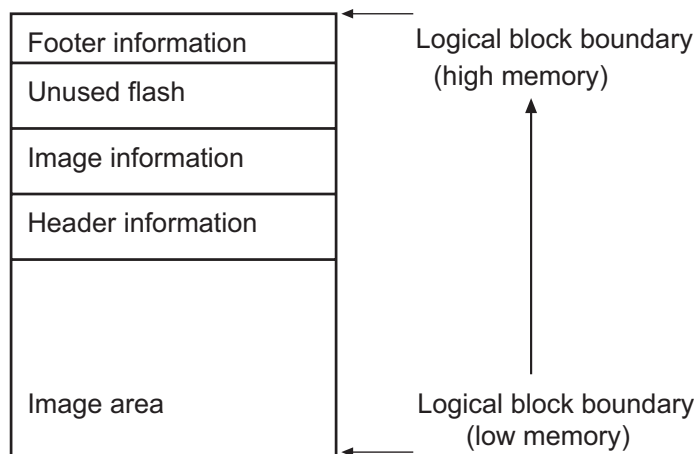 Footer information
Unused flash
Image information
Header information
Image area
Logical block boundary
(high memory)
Logical block boundary
(low memory)